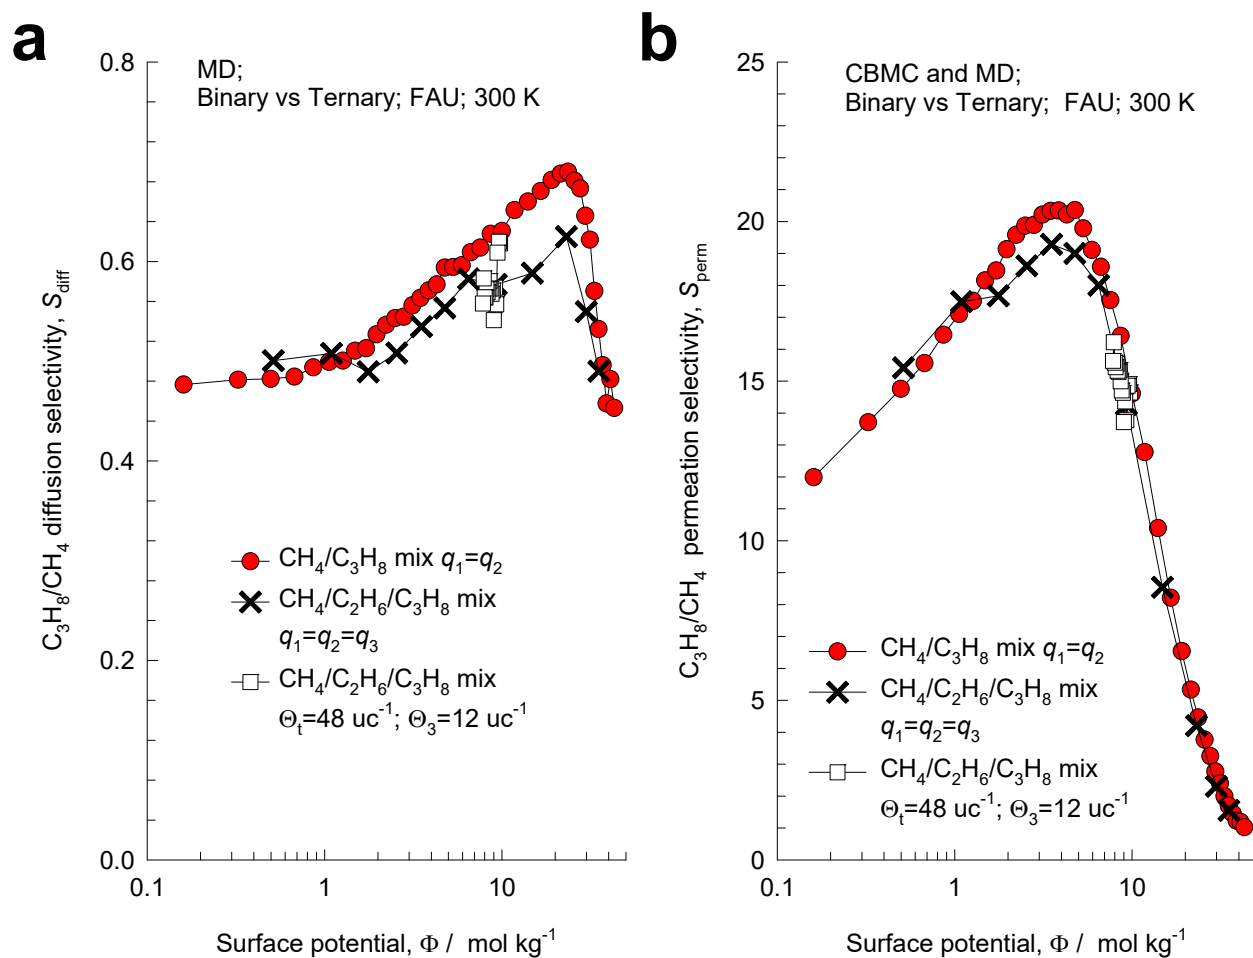 a
MD;
Binary vs Ternary; FAU; 300 K
C3H8/CH4 diffusion selectivity, Sdiff
0.8
0.6
0.4
0.2
0.0
CH4/C3H8 mix q1=q2
CH4/C2H6/C3H8 mix
q1=q2=q3
CH4/C2H6/C3H8 mix
Θt=48 uc-1; Θ3=12 uc-1
0.1
1
10
Surface potential, Φ / mol kg-1
b
CBMC and MD;
Binary vs Ternary; FAU; 300 K
C3H8/CH4 permeation selectivity, Sperm
25
20
15
10
5
0
CH4/C3H8 mix q1=q2
CH4/C2H6/C3H8 mix
q1=q2=q3
CH4/C2H6/C3H8 mix
Θt=48 uc-1; Θ3=12 uc-1
0.1
1
10
Surface potential, Φ / mol kg-1